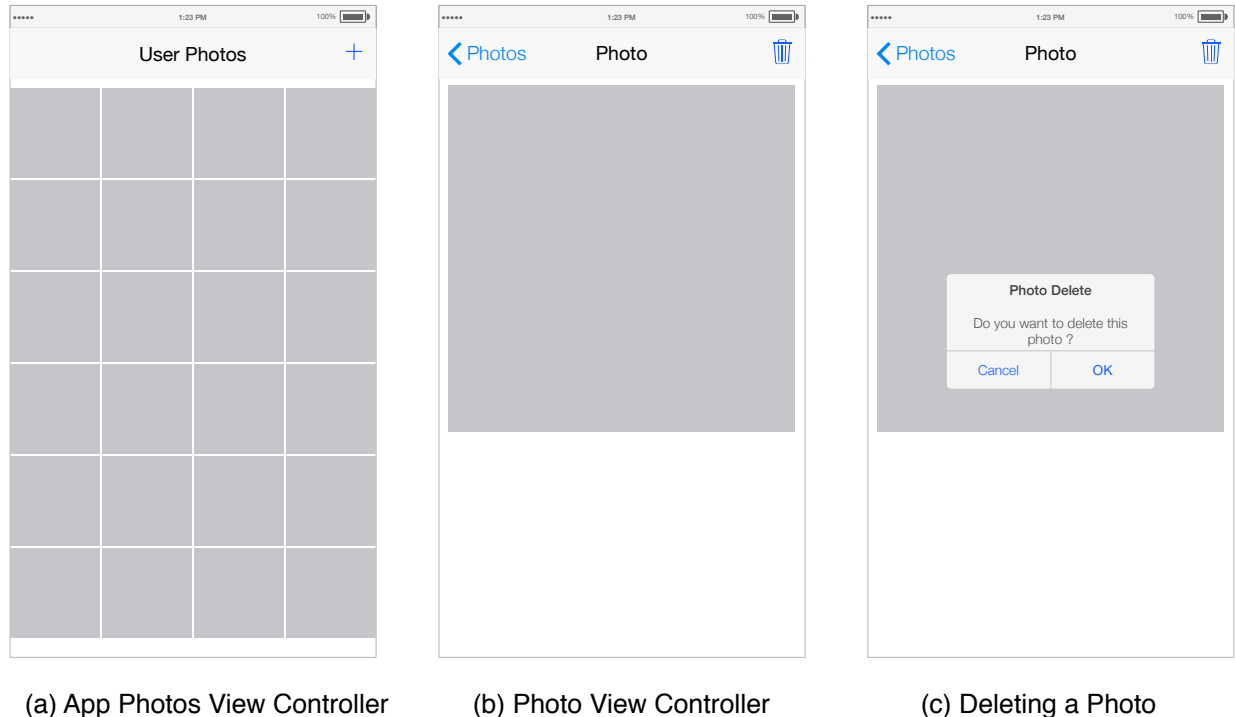 1:23 PM 100%
User Photos +
1:23 PM 100%
Photos Photo
1:23 PM 100%
Photos Photo
Photo Delete
Do you want to delete this
photo ?
Cancel OK
(a) App Photos View Controller
(b) Photo View Controller
(c) Deleting a Photo